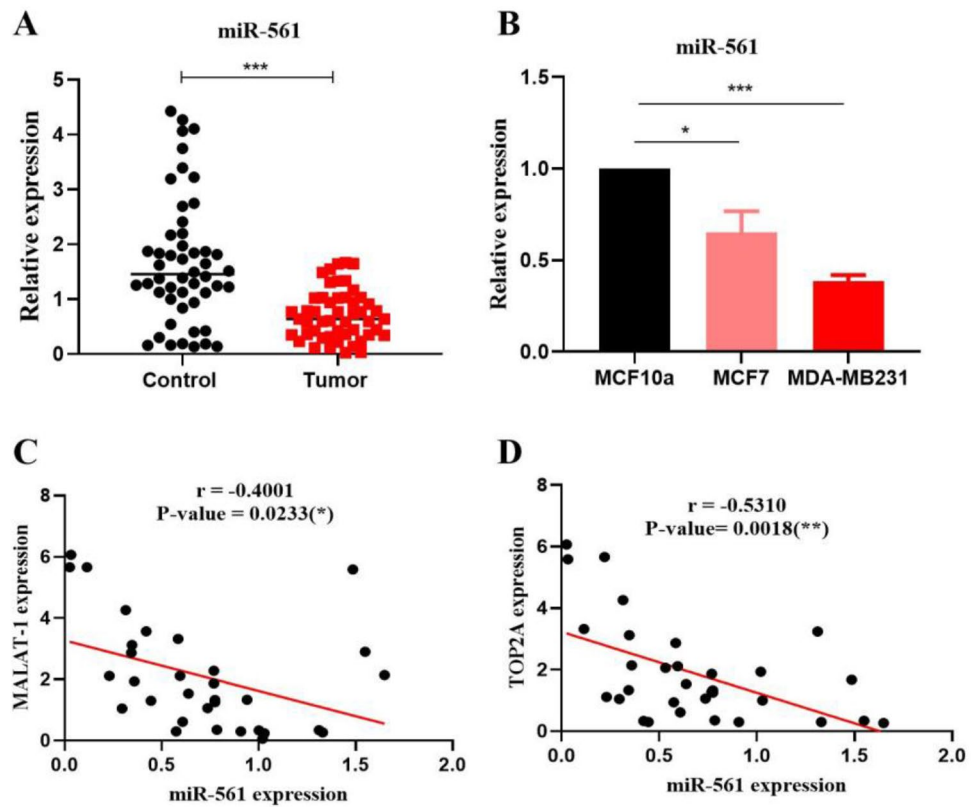 A
miR-561
***
Relative expression
5
4
3
2
1
0
Control
Tumor
B
miR-561
***
*
Relative expression
1.5
1.0
0.5
0.0
MCF10a
MCF7
MDA-MB231
C
r = -0.4001
P-value = 0.0233(*)
MALAT-1 expression
8
6
4
2
0
0.0
0.5
1.0
1.5
2.0
miR-561 expression
D
r = -0.5310
P-value= 0.0018(**)
TOP2A expression
8
6
4
2
0
0.0
0.5
1.0
1.5
2.0
miR-561 expression